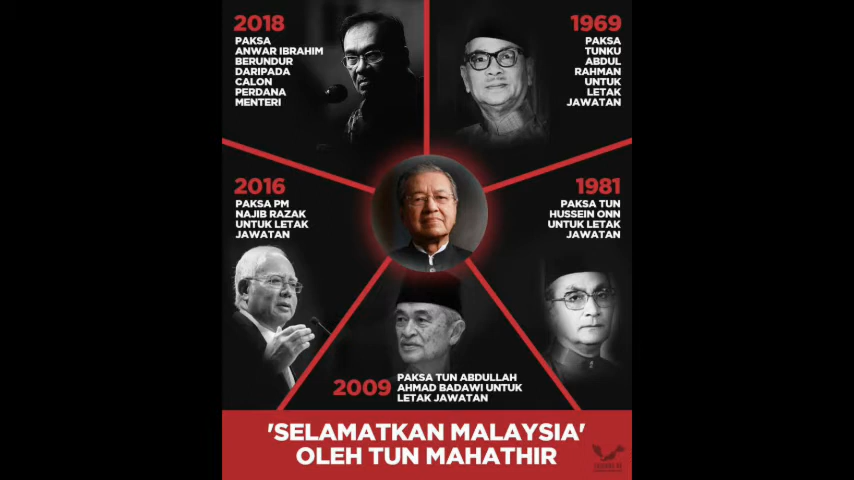 2018
PAKSA
ANWAR IBRAHIM
BERUNDUR
DARIPADA
CALON
PERDANA
MENTERI
1969
PAKSA
TUNKU
ABDUL
RAHMAN
UNTUK
LETAK
JAWATAN
2016
PAKSA PM
NAJIB RAZAK
UNTUK LETAK
JAWATAN
1981
PAKSA TUN
HUSSEIN ONN
UNTUK LETAK
JAWATAN
2009
PAKSA TUN ABDULLAH
AHMAD BADAWI UNTUK
LETAK JAWATAN
'SELAMATKAN MALAYSIA'
OLEH TUN MAHATHIR